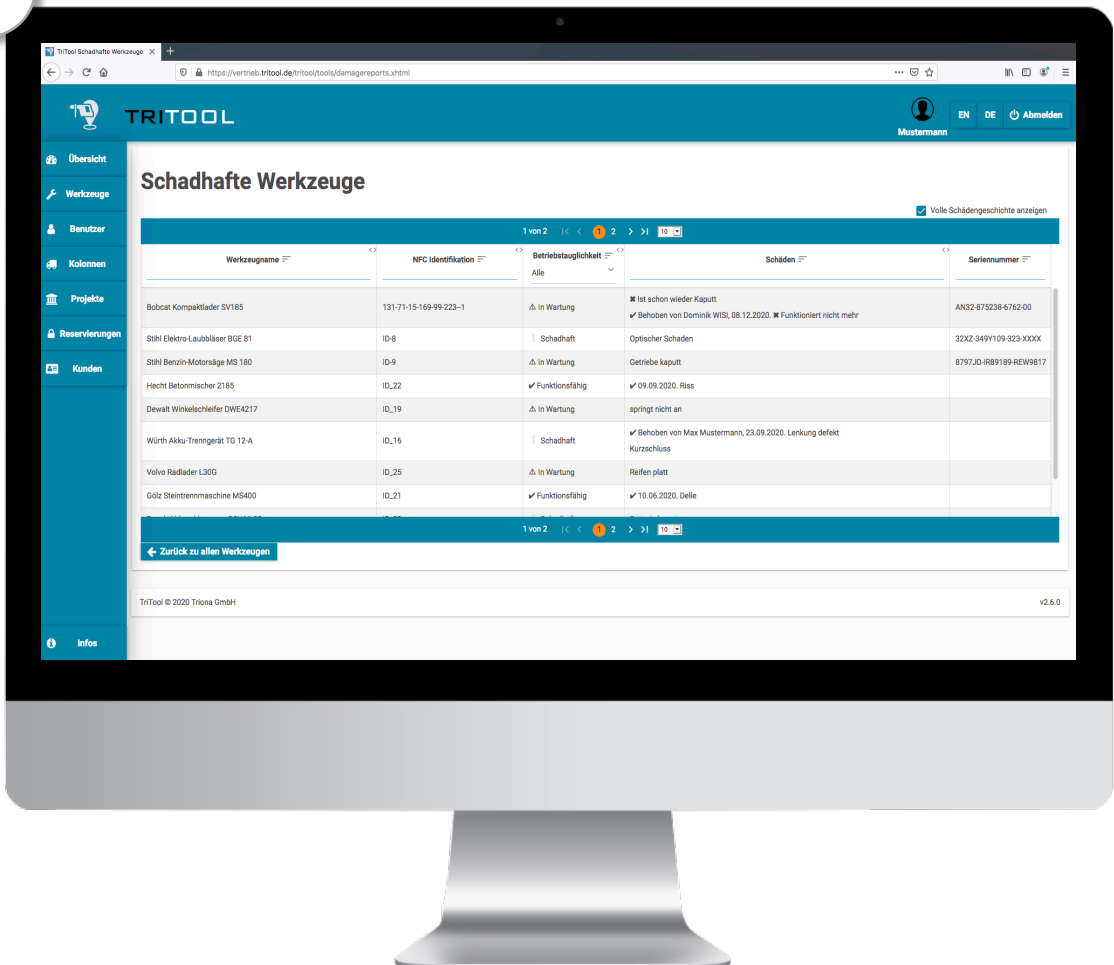 TriTool Schadhafte Werkzeuge
https://vertrieb.tritool.de/tritool/tools/damagereports.xhtml
TRITOOL
Mustermann
EN DE Abmelden
Übersicht
Werkzeuge
Benutzer
Kolonnen
Projekte
Reservierungen
Kunden
Infos
Schadhafte Werkzeuge
Volle Schädengeschichte anzeigen
1 von 2 1 2 10
Werkzeugname NFC Identifikation Betriebstauglichkeit Schäden Seriennummer
Alle
Bobcat Kompaktlader SV185 131-71-15-169-99-223--1 In Wartung ✖ Ist schon wieder Kaputt AN32-875238-6762-00
✔ Behoben von Dominik WISI, 08.12.2020. ✖ Funktioniert nicht mehr
Stihl Elektro-Laubbläser BGE 81 ID-8 Schadhaft Optischer Schaden 32XZ-349Y109-323-XXXX
Stihl Benzin-Motorsäge MS 180 ID-9 In Wartung Getriebe kaputt 8797JD-IR89189-REW9817
Hecht Betonmischer 2185 ID_22 ✔ Funktionsfähig ✔ 09.09.2020. Riss
Dewalt Winkelschleifer DWE4217 ID_19 In Wartung springt nicht an
Würth Akku-Trenngerät TG 12-A ID_16 Schadhaft ✔ Behoben von Max Mustermann, 23.09.2020. Lenkung defekt
Kurzschluss
Volvo Radlader L30G ID_25 In Wartung Reifen platt
Gölz Steintrennmaschine MS400 ID_21 ✔ Funktionsfähig ✔ 10.06.2020. Delle
1 von 2 1 2 10
Zurück zu allen Werkzeugen
TriTool © 2020 Triona GmbH v2.6.0